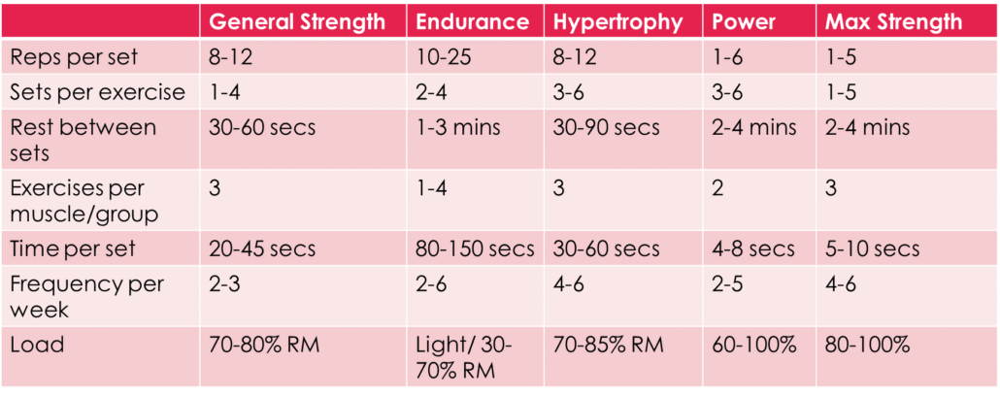 General Strength Endurance Hypertrophy Power Max Strength
Reps per set 8-12 10-25 8-12 1-6 1-5
Sets per exercise 1-4 2-4 3-6 3-6 1-5
Rest between 30-60 secs 1-3 mins 30-90 secs 2-4 mins 2-4 mins
sets
Exercises per 3 1-4 3 2 3
muscle/group
Time per set 20-45 secs 80-150 secs 30-60 secs 4-8 secs 5-10 secs
Frequency per 2-3 2-6 4-6 2-5 4-6
week
Load 70-80% RM Light/ 30- 70-85% RM 60-100% 80-100%
70% RM